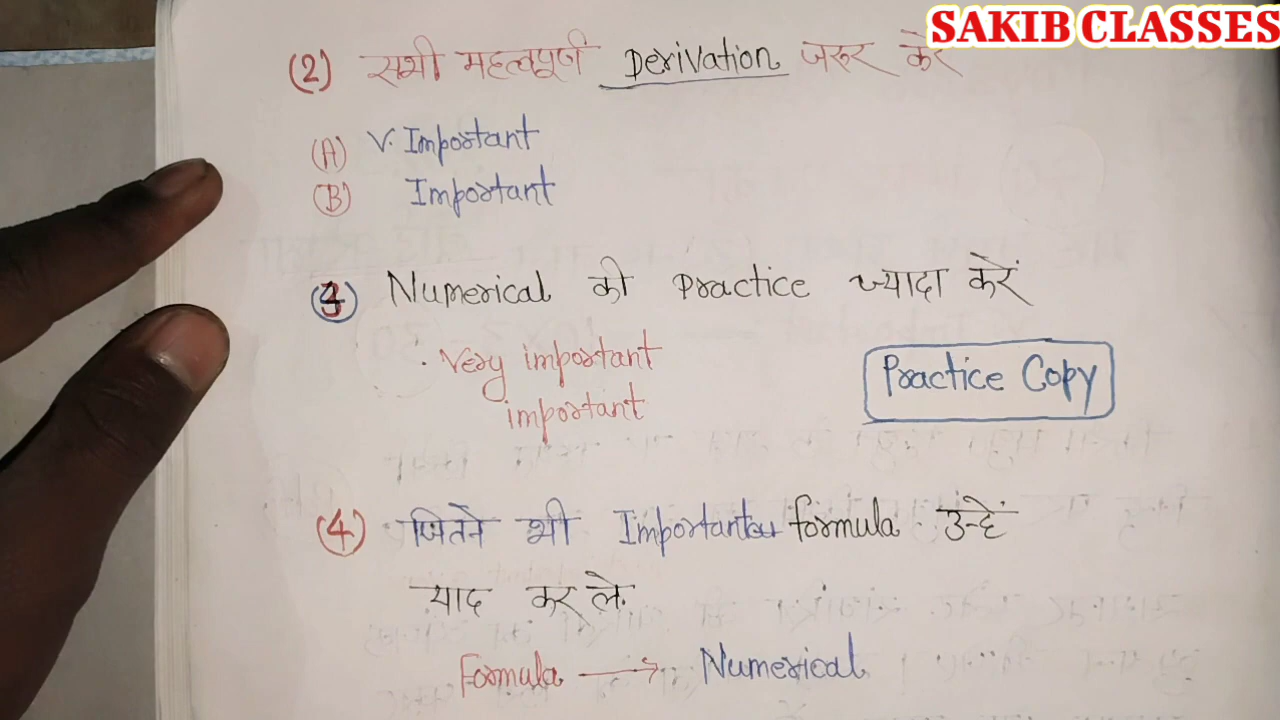 SAKIB CLASSES
(2) सभी महत्वपूर्ण Derivation जरूर करें
(A) V. Important
(B) Important
(3) Numerical की Practice ज्यादा करें
. Very important
important
Practice Copy
(4) जितने भी Important formula उन्हें
याद कर ले.
Formula → Numerical